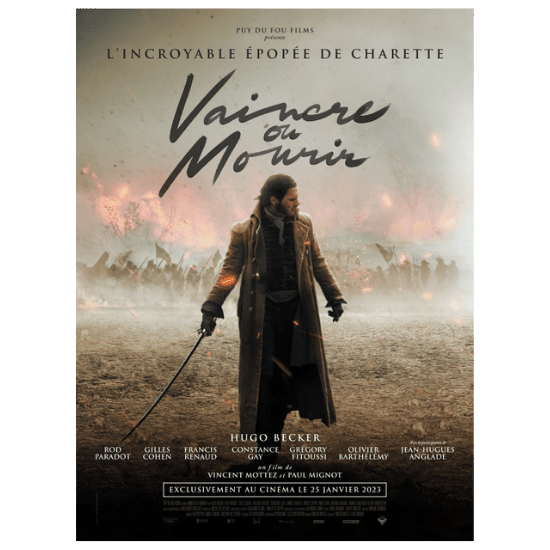 PUY DU FOU FILMS
présente
L'INCROYABLE ÉPOPÉE DE CHARETTE
Vaincre
ou
Mourir
HUGO BECKER
ROD PARADOT
GILLES COHEN
FRANCIS RENAUD
CONSTANCE GAY
GRÉGORY FITOUSSI
OLIVIER BARTHÉLÉMY
JEAN-HUGUES ANGLADE
un film de
VINCENT MOTTEZ et PAUL MIGNOT
EXCLUSIVEMENT AU CINÉMA LE 25 JANVIER 2023